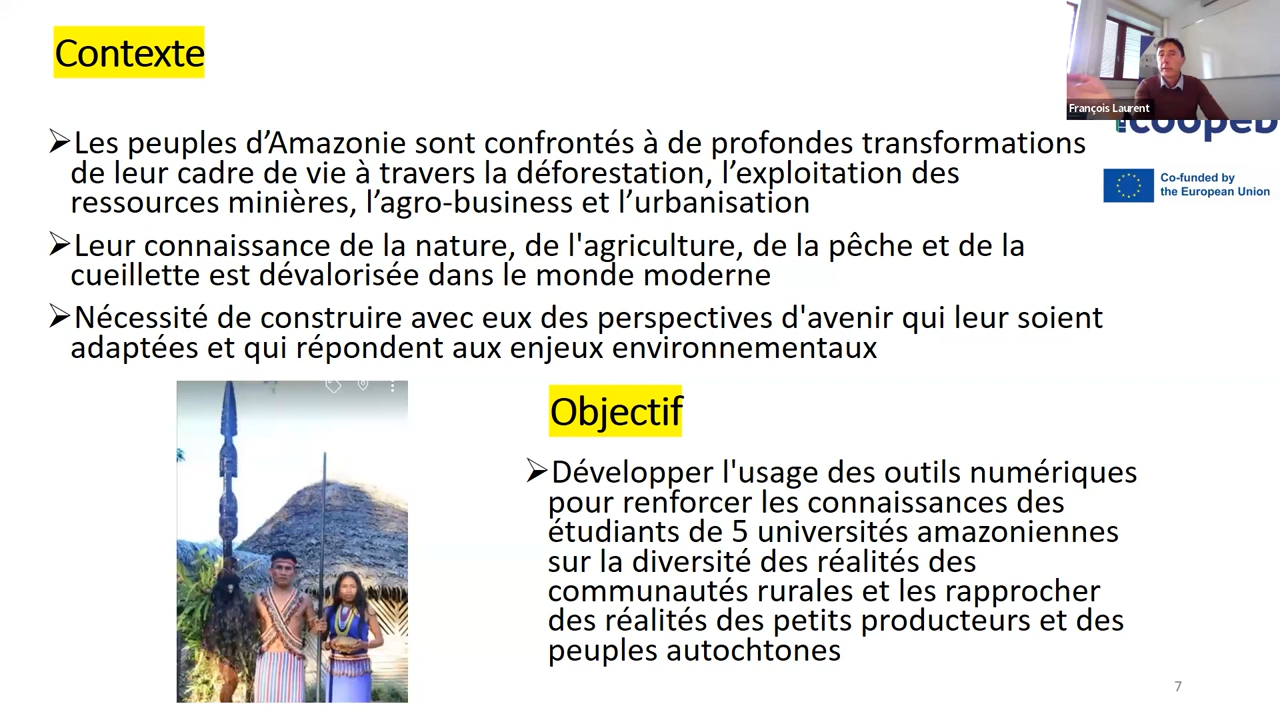 Contexte
François Laurent
Les peuples d’Amazonie sont confrontés à de profondes transformations
de leur cadre de vie à travers la déforestation, l’exploitation des
ressources minières, l’agro-business et l’urbanisation
Co-funded by
the European Union
Leur connaissance de la nature, de l'agriculture, de la pêche et de la
cueillette est dévalorisée dans le monde moderne
Nécessité de construire avec eux des perspectives d'avenir qui leur soient
adaptées et qui répondent aux enjeux environnementaux
Objectif
Développer l'usage des outils numériques
pour renforcer les connaissances des
étudiants de 5 universités amazoniennes
sur la diversité des réalités des
communautés rurales et les rapprocher
des réalités des petits producteurs et des
peuples autochtones
7